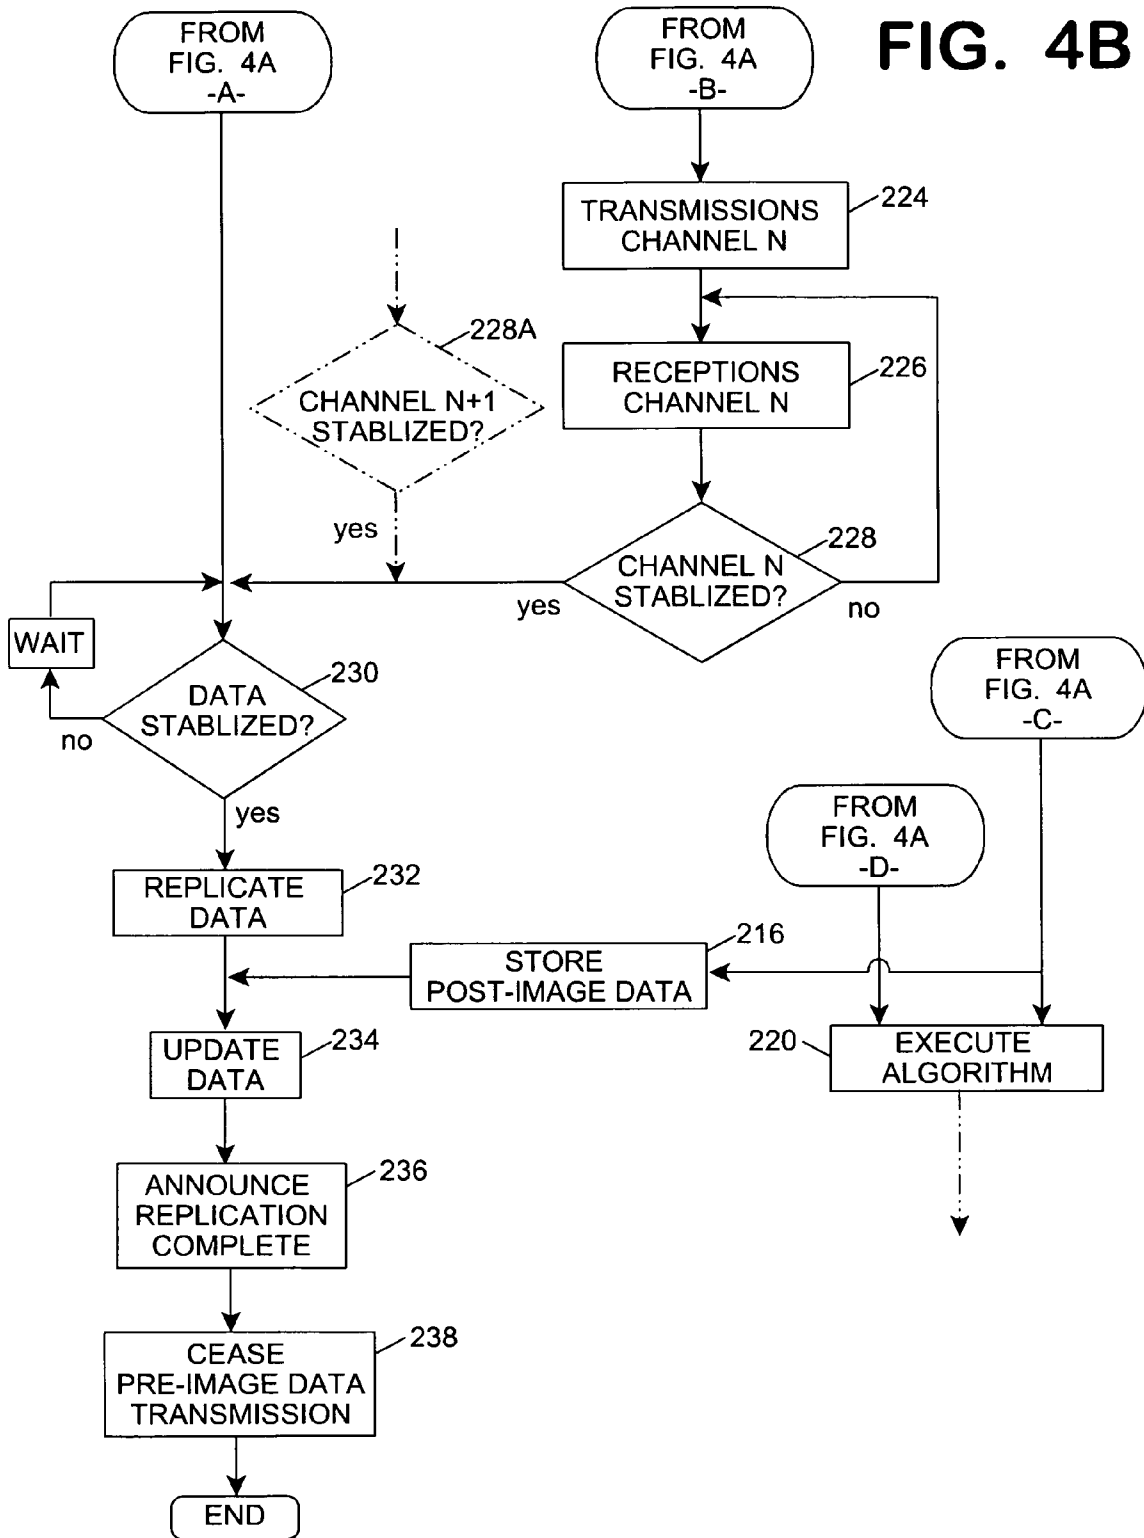 FIG. 4B
FROM
FIG. 4A
-A-
FROM
FIG. 4A
-B-
TRANSMISSIONS
CHANNEL N
224
228A
CHANNEL N+1
STABLIZED?
yes
RECEPTIONS
CHANNEL N
226
CHANNEL N
STABLIZED?
228
yes
no
WAIT
DATA
STABLIZED?
230
no
yes
FROM
FIG. 4A
-C-
FROM
FIG. 4A
-D-
REPLICATE
DATA
232
STORE
POST-IMAGE DATA
216
UPDATE
DATA
234
220
EXECUTE
ALGORITHM
ANNOUNCE
REPLICATION
COMPLETE
236
CEASE
PRE-IMAGE DATA
TRANSMISSION
238
END